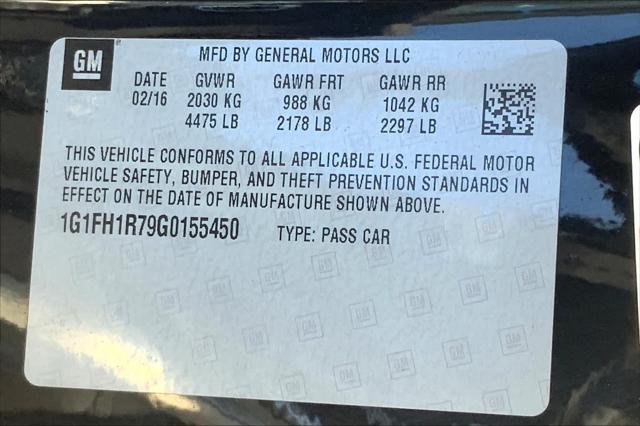 GM
MFD BY GENERAL MOTORS LLC
DATE GVWR GAWR FRT GAWR RR
02/16 2030 KG 988 KG 1042 KG
4475 LB 2178 LB 2297 LB
THIS VEHICLE CONFORMS TO ALL APPLICABLE U.S. FEDERAL MOTOR
VEHICLE SAFETY, BUMPER, AND THEFT PREVENTION STANDARDS IN
EFFECT ON THE DATE OF MANUFACTURE SHOWN ABOVE.
1G1FH1R79G0155450 TYPE: PASS CAR